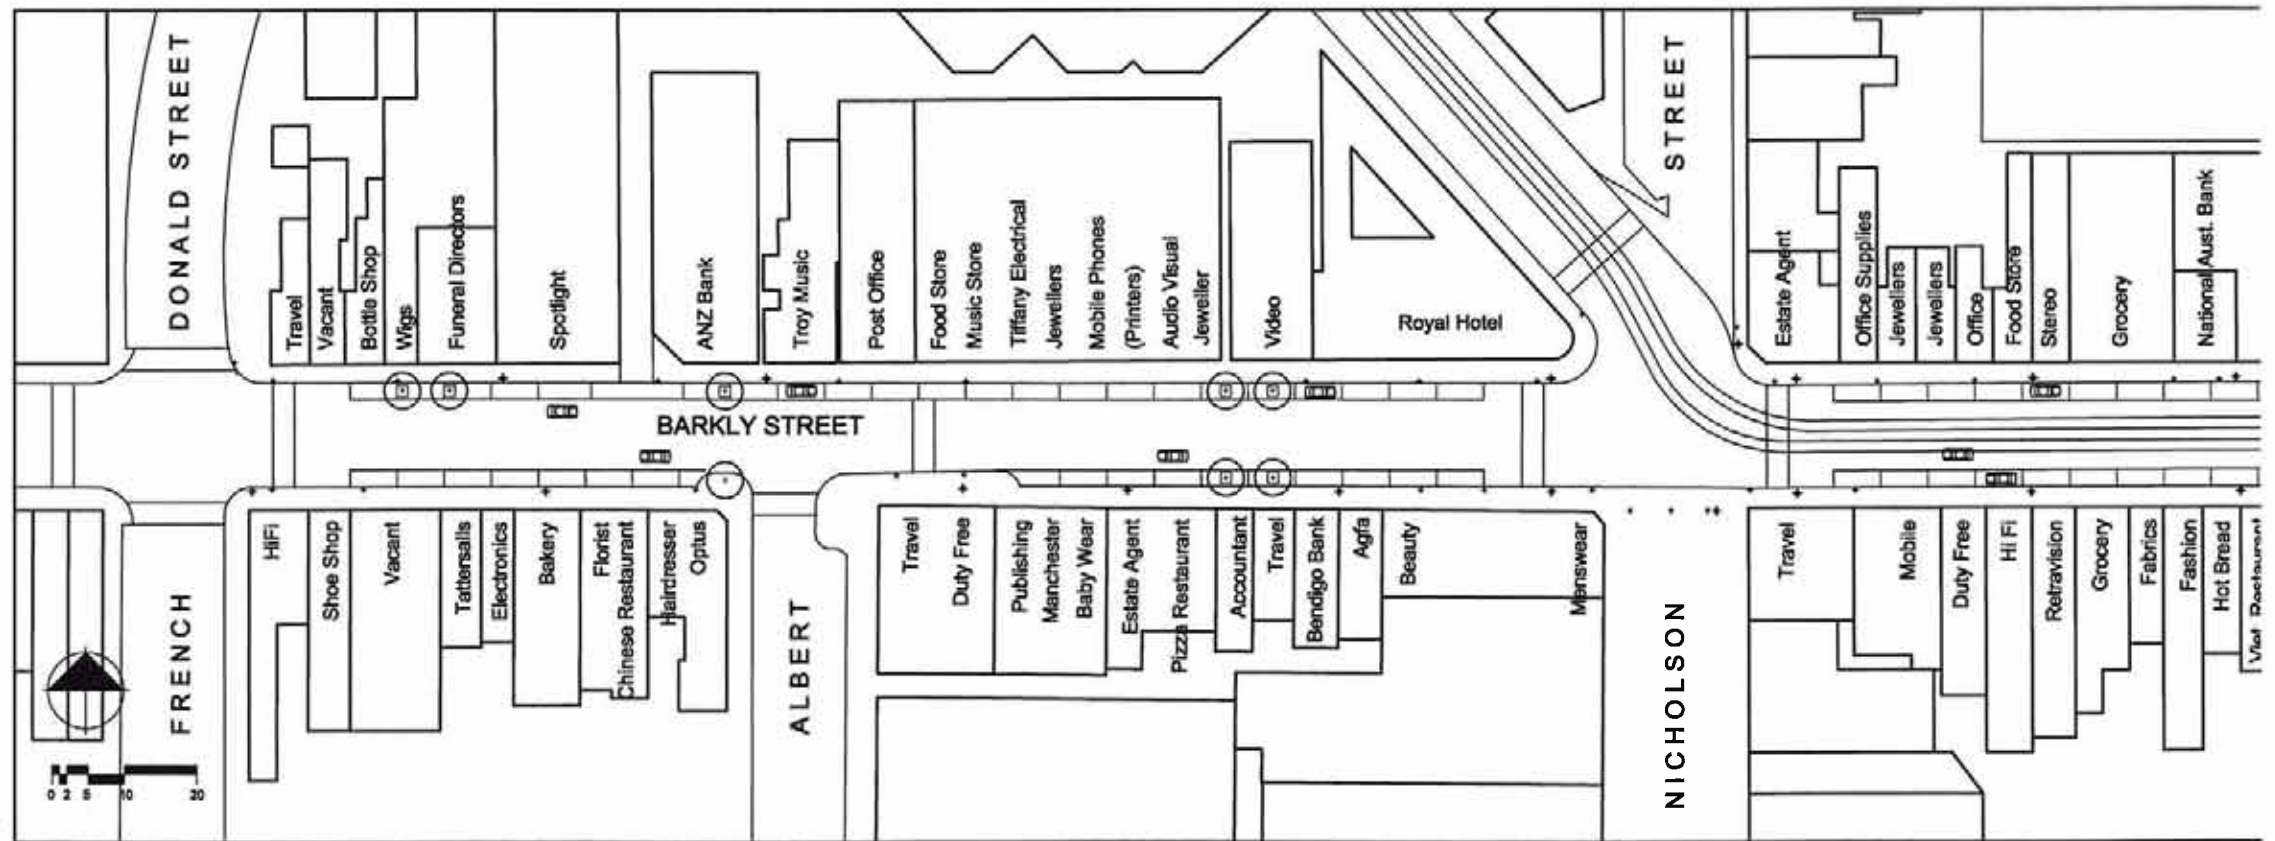 DONALD STREET
STREET
Travel
Vacant
Bottle Shop
Wigs
Funeral Directors
Spotlight
ANZ Bank
Troy Music
Post Office
Food Store
Music Store
Tiffany Electrical
Jewellers
Mobile Phones
(Printers)
Audio Visual
Jeweller
Video
Royal Hotel
Estate Agent
Office Supplies
Jewellers
Jewellers
Office
Food Store
Stereo
Grocery
National Aust. Bank
BARKLY STREET
FRENCH
HiFi
Shoe Shop
Vacant
Tattersalls
Electronics
Bakery
Florist
Chinese Restaurant
Hairdresser
Optus
ALBERT
Travel
Duty Free
Publishing
Manchester
Baby Wear
Estate Agent
Pizza Restaurant
Accountant
Travel
Bendigo Bank
Agfa
Beauty
Menswear
NICHOLSON
Travel
Mobile
Duty Free
Hi Fi
Retravision
Grocery
Fabrics
Fashion
Hot Bread
Viet. Restaurant
0 2 5 10 20